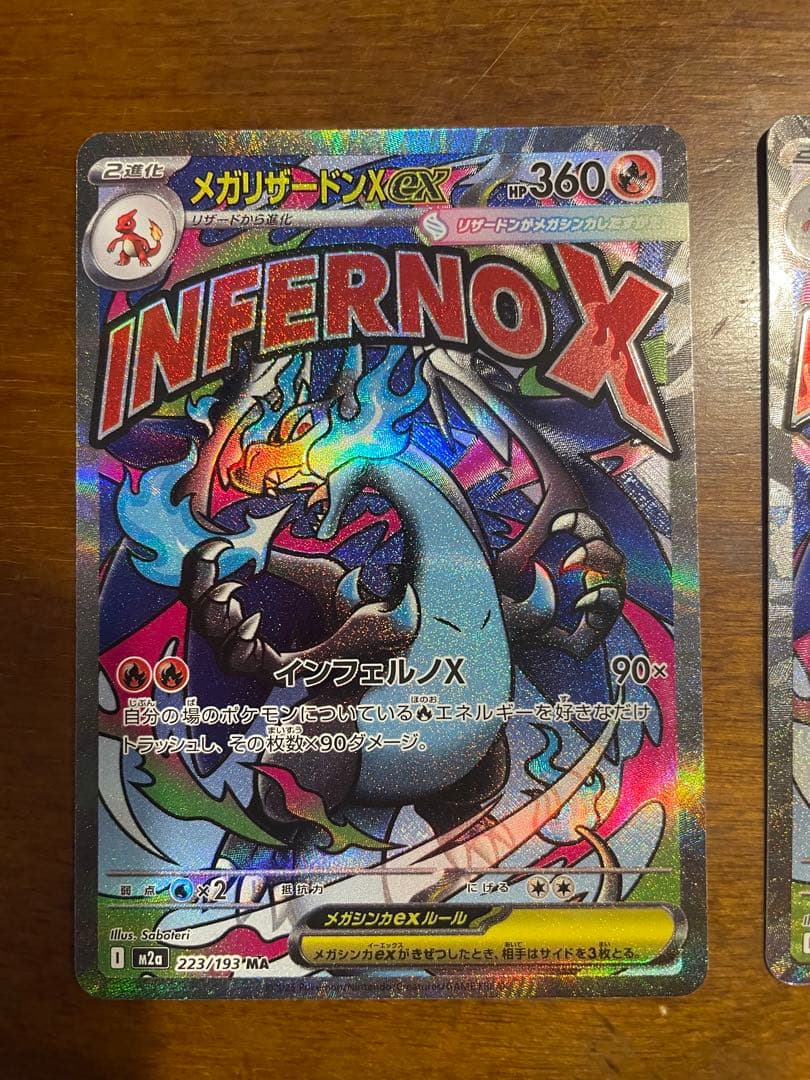 2進化
メガリザードンXex HP360
リザードから進化
リザードンがメガシンカしたすがた
INFERNO X
インフェルノX 90×
自分の場のポケモンについているエネルギーを好きなだけ
トラッシュし、その枚数×90ダメージ。
弱点 ×2 抵抗力 にげる
メガシンカexルール
メガシンカexがきぜつしたとき、相手はサイドを3枚とる。
Illus. Saboteri
I M2a 223/193 MA
Pokémon/Nintendo/Creatures/GAME FREAK